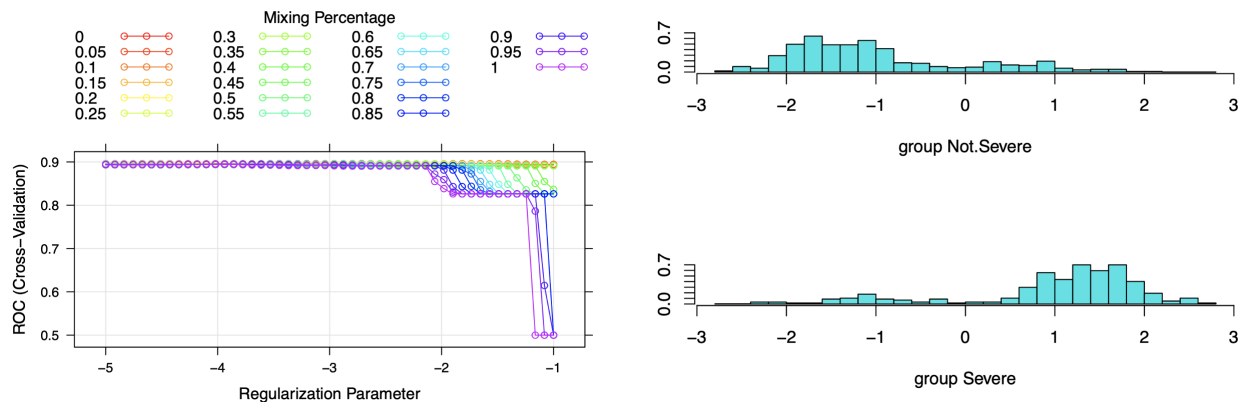 Mixing Percentage
0 0.3 0.6 0.9
0.05 0.35 0.65 0.95
0.1 0.4 0.7 1
0.15 0.45 0.75
0.2 0.5 0.8
0.25 0.55 0.85
ROC (Cross−Validation)
0.9
0.8
0.7
0.6
0.5
−5 −4 −3 −2 −1
Regularization Parameter
0.7
0.0
−3 −2 −1 0 1 2 3
group Not.Severe
0.7
0.0
−3 −2 −1 0 1 2 3
group Severe